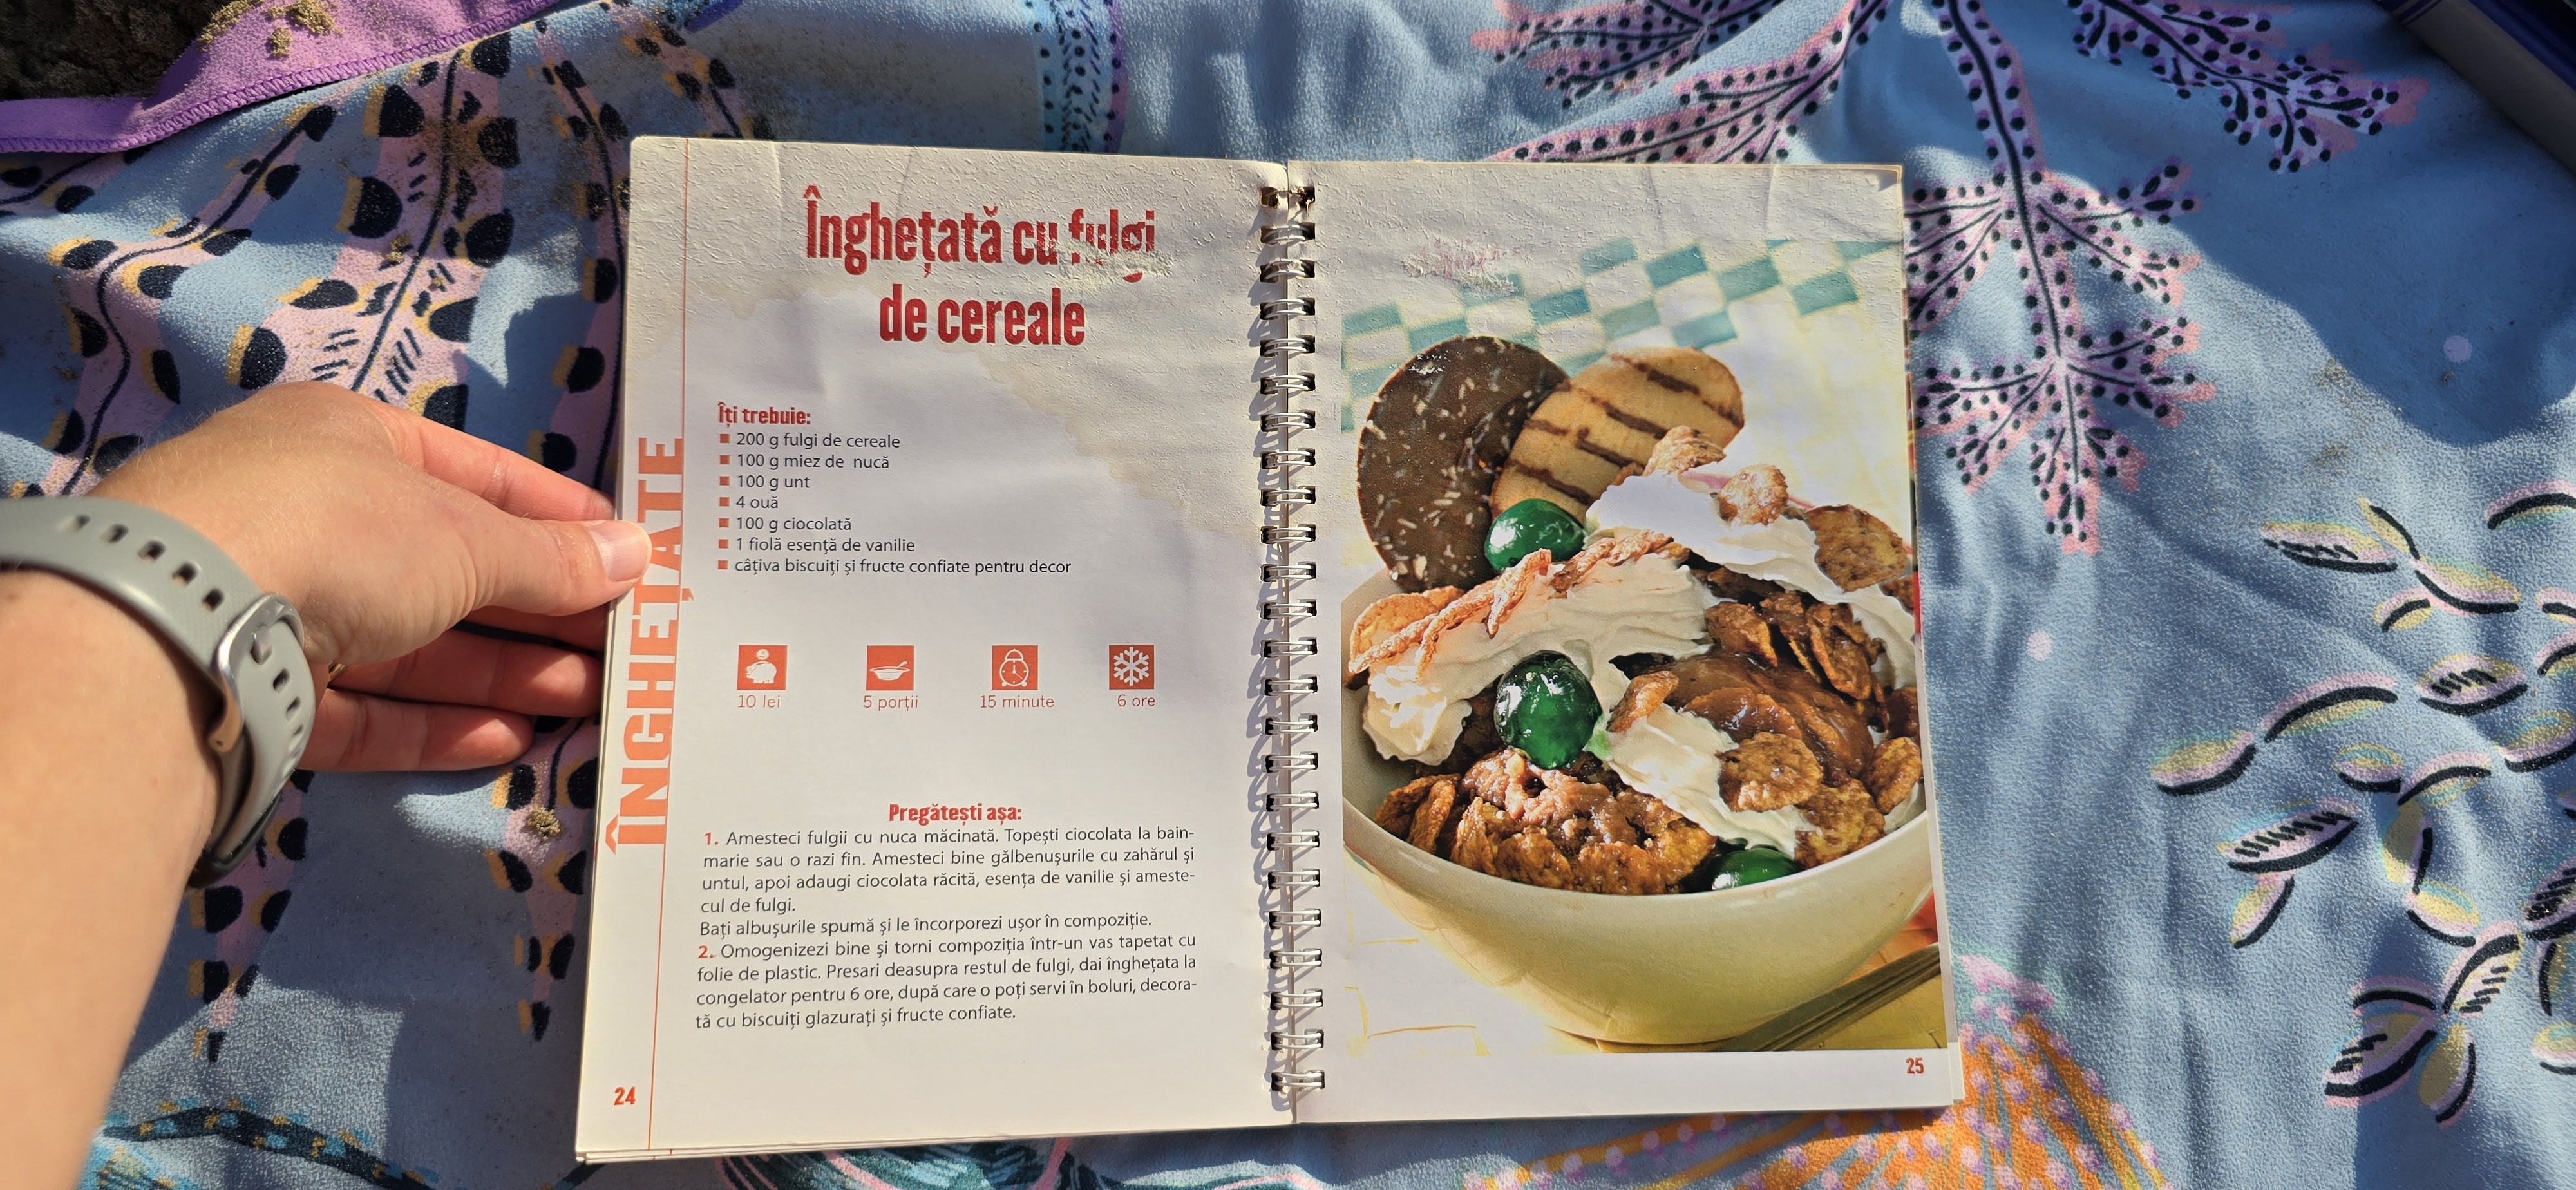 Înghețată cu fulgi
de cereale
Îți trebuie:
■ 200 g fulgi de cereale
■ 100 g miez de nucă
■ 100 g unt
■ 4 ouă
■ 100 g ciocolată
■ 1 fiolă esență de vanilie
■ câțiva biscuiți și fructe confiate pentru decor
10 lei
5 porții
15 minute
6 ore
Pregătești așa:
1. Amesteci fulgii cu nuca măcinată. Topești ciocolata la bain-
marie sau o razi fin. Amesteci bine gălbenușurile cu zahărul și
untul, apoi adaugi ciocolata răcită, esența de vanilie și ameste-
cul de fulgi.
Bați albușurile spumă și le încorporezi ușor în compoziție.
2. Omogenizezi bine și torni compoziția într-un vas tapetat cu
folie de plastic. Presari deasupra restul de fulgi, dai înghețata la
congelator pentru 6 ore, după care o poți servi în boluri, decora-
tă cu biscuiți glazurați și fructe confiate.
ÎNGHEȚATE
24
25